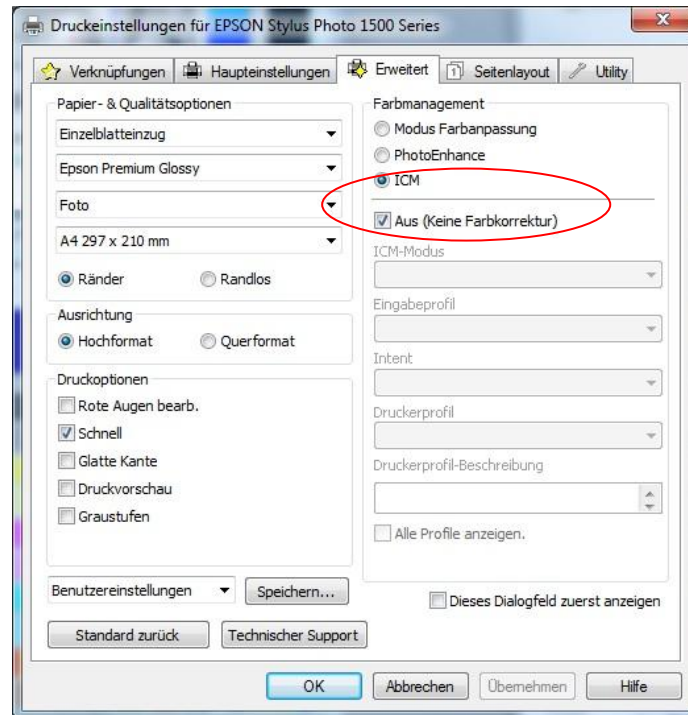 Druckeinstellungen für EPSON Stylus Photo 1500 Series
Verknüpfungen Haupteinstellungen Erweitert Seitenlayout Utility
Papier- & Qualitätsoptionen
Einzelblatteinzug
Epson Premium Glossy
Foto
A4 297 x 210 mm
Ränder Randlos
Ausrichtung
Hochformat Querformat
Druckoptionen
Rote Augen bearb.
Schnell
Glatte Kante
Druckvorschau
Graustufen
Farbmanagement
Modus Farbanpassung
PhotoEnhance
ICM
Aus (Keine Farbkorrektur)
ICM-Modus
Eingabeprofil
Intent
Druckerprofil
Druckerprofil-Beschreibung
Alle Profile anzeigen.
Benutzereinstellungen Speichern...
Dieses Dialogfeld zuerst anzeigen
Standard zurück Technischer Support
OK Abbrechen Übernehmen Hilfe